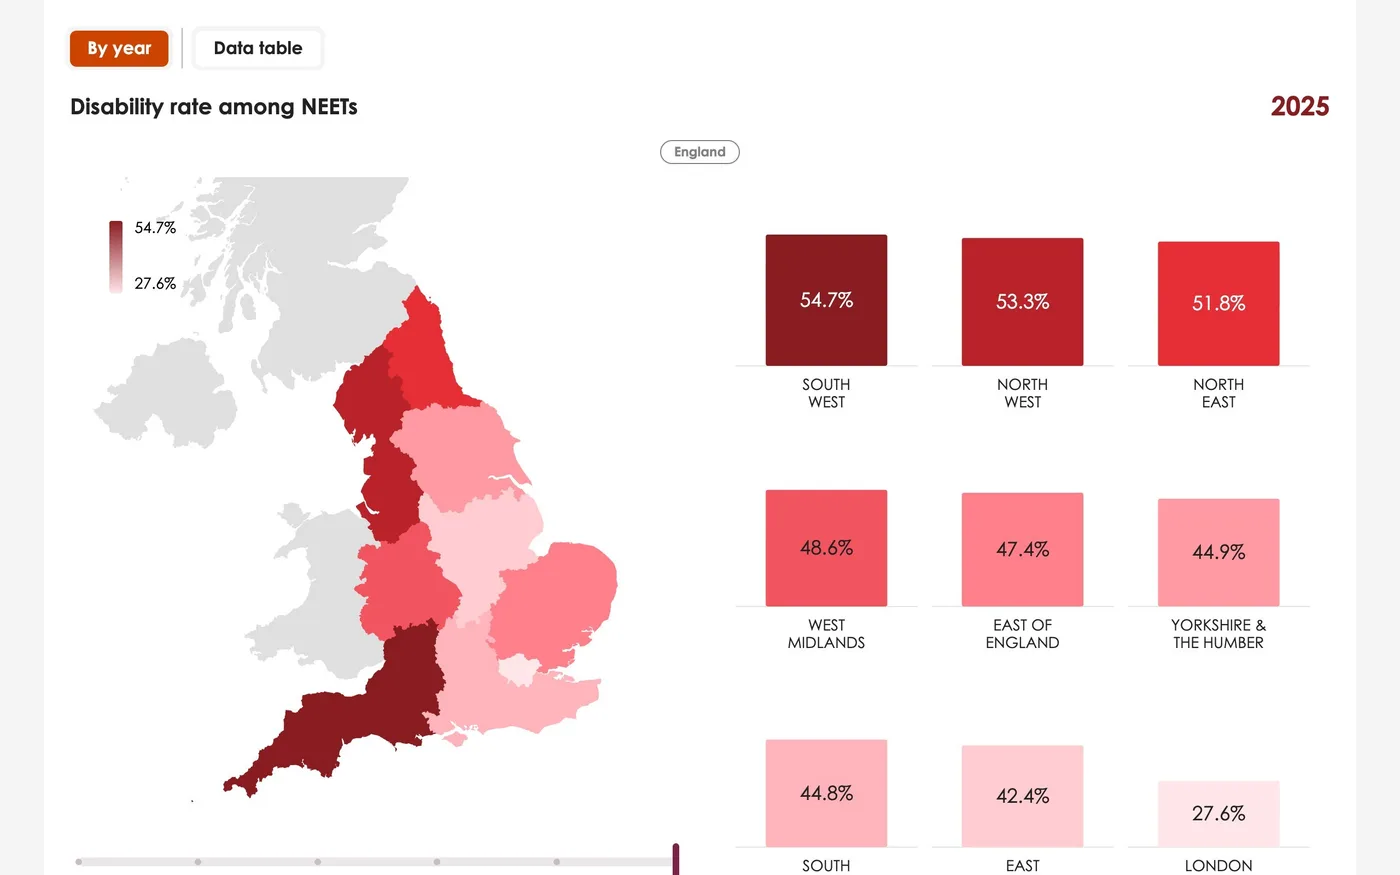 By year
Data table
Disability rate among NEETs
2025
England
54.7%
27.6%
54.7%
53.3%
51.8%
SOUTH
WEST
NORTH
WEST
NORTH
EAST
48.6%
47.4%
44.9%
WEST
MIDLANDS
EAST OF
ENGLAND
YORKSHIRE &
THE HUMBER
44.8%
42.4%
27.6%
SOUTH
EAST
LONDON